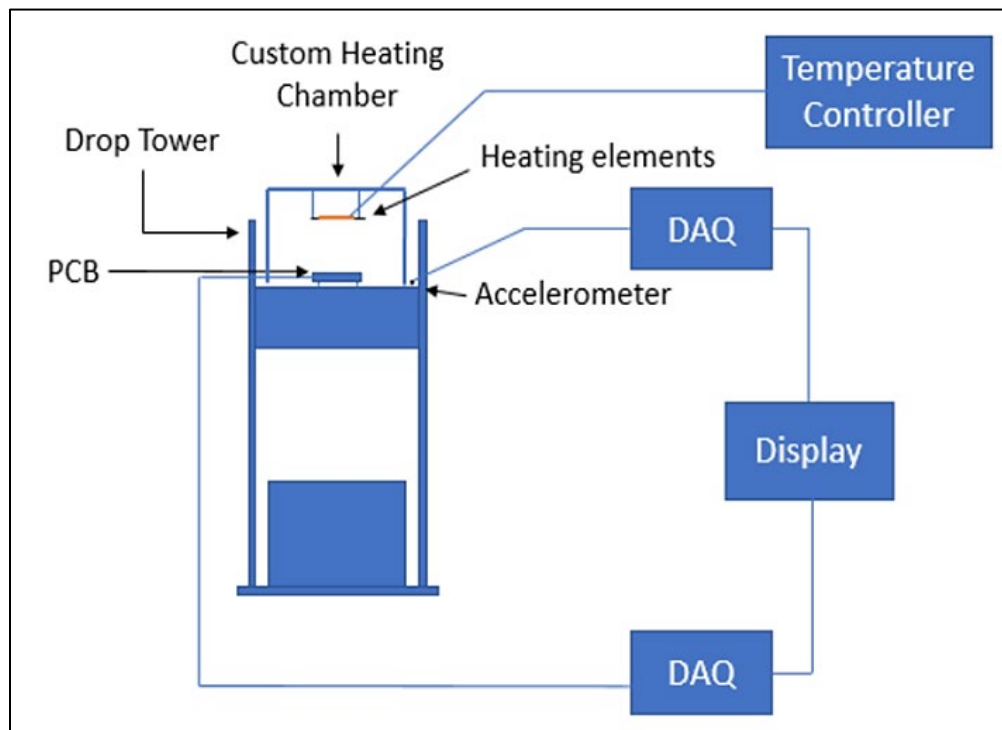 Custom Heating
Chamber
Temperature
Controller
Drop Tower
Heating elements
DAQ
PCB
Accelerometer
Display
DAQ